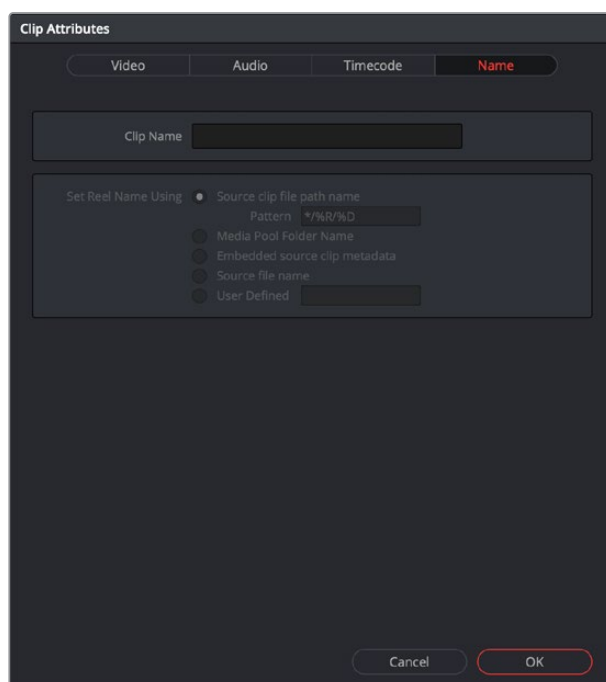 Clip Attributes
Video Audio Timecode Name
Clip Name
Set Reel Name Using Source clip file path name
Pattern */%R/%D
Media Pool Folder Name
Embedded source clip metadata
Source file name
User Defined
Cancel OK